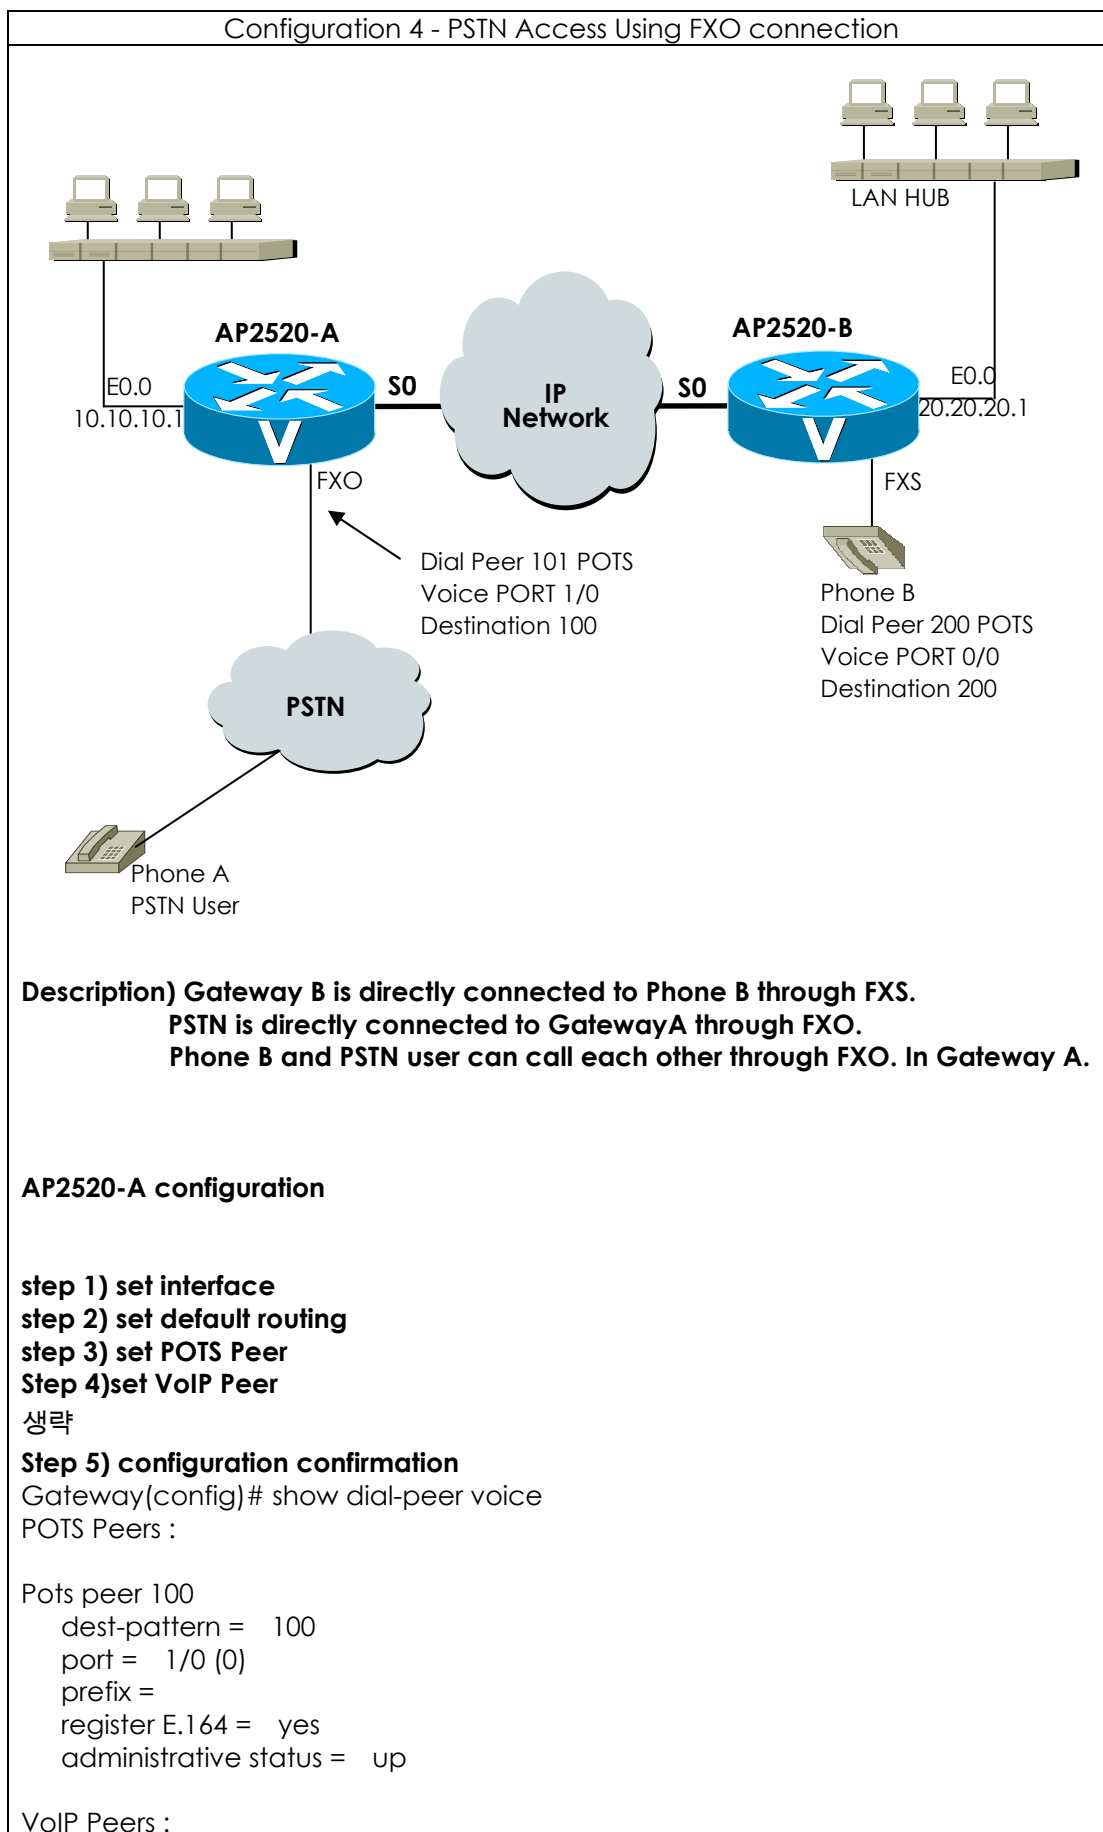 Configuration 4 - PSTN Access Using FXO connection
LAN HUB
AP2520-A
AP2520-B
E0.0
10.10.10.1
S0
IP
Network
S0
E0.0
20.20.20.1
FXO
FXS
Dial Peer 101 POTS
Voice PORT 1/0
Destination 100
Phone B
Dial Peer 200 POTS
Voice PORT 0/0
Destination 200
PSTN
Phone A
PSTN User
Description) Gateway B is directly connected to Phone B through FXS.
PSTN is directly connected to GatewayA through FXO.
Phone B and PSTN user can call each other through FXO. In Gateway A.
AP2520-A configuration
step 1) set interface
step 2) set default routing
step 3) set POTS Peer
Step 4)set VoIP Peer
생략
Step 5) configuration confirmation
Gateway(config)# show dial-peer voice
POTS Peers :
Pots peer 100
dest-pattern = 100
port = 1/0 (0)
prefix =
register E.164 = yes
administrative status = up
VoIP Peers :